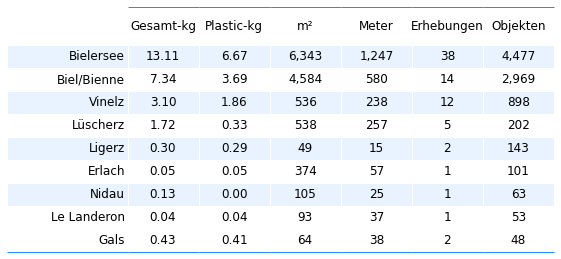 Gesamt-kg Plastic-kg m² Meter Erhebungen Objekten
Bielersee 13.11 6.67 6,343 1,247 38 4,477
Biel/Bienne 7.34 3.69 4,584 580 14 2,969
Vinelz 3.10 1.86 536 238 12 898
Lüscherz 1.72 0.33 538 257 5 202
Ligerz 0.30 0.29 49 15 2 143
Erlach 0.05 0.05 374 57 1 101
Nidau 0.13 0.00 105 25 1 63
Le Landeron 0.04 0.04 93 37 1 53
Gals 0.43 0.41 64 38 2 48